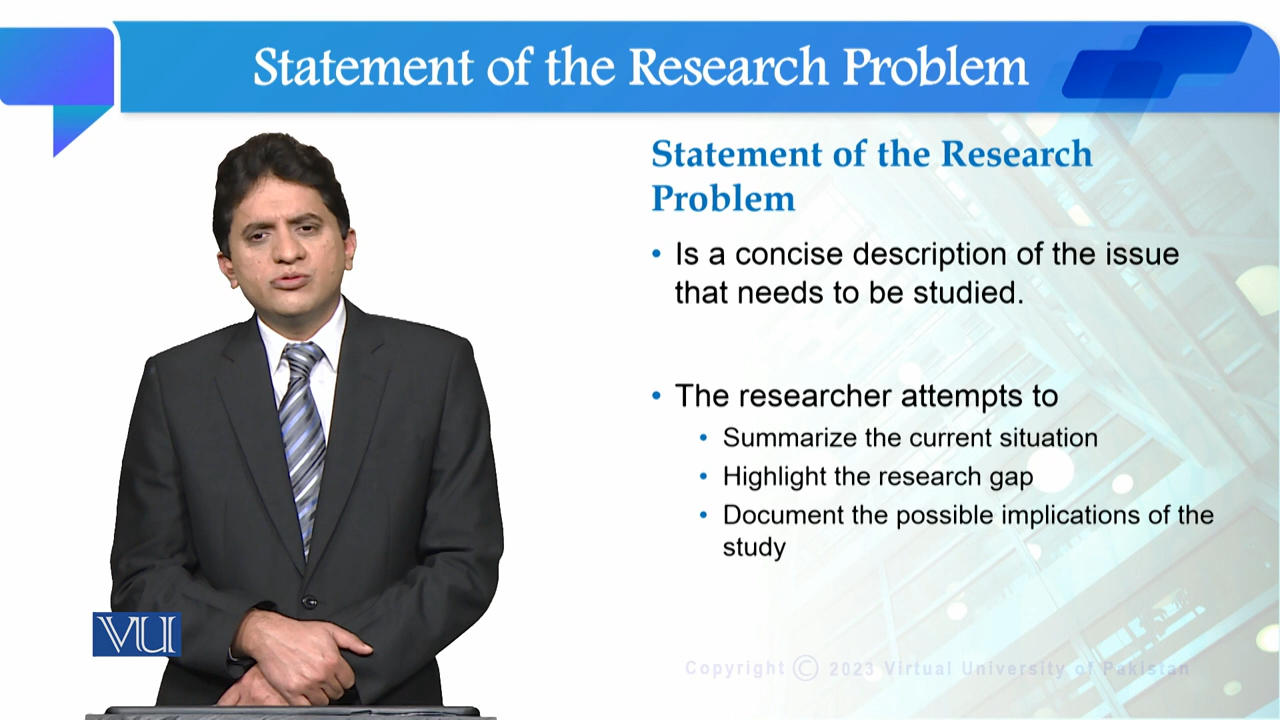 Statement of the Research Problem
Statement of the Research
Problem
• Is a concise description of the issue
that needs to be studied.
• The researcher attempts to
• Summarize the current situation
• Highlight the research gap
• Document the possible implications of the
study
VU
Copyright © 2023 Virtual University of Pakistan